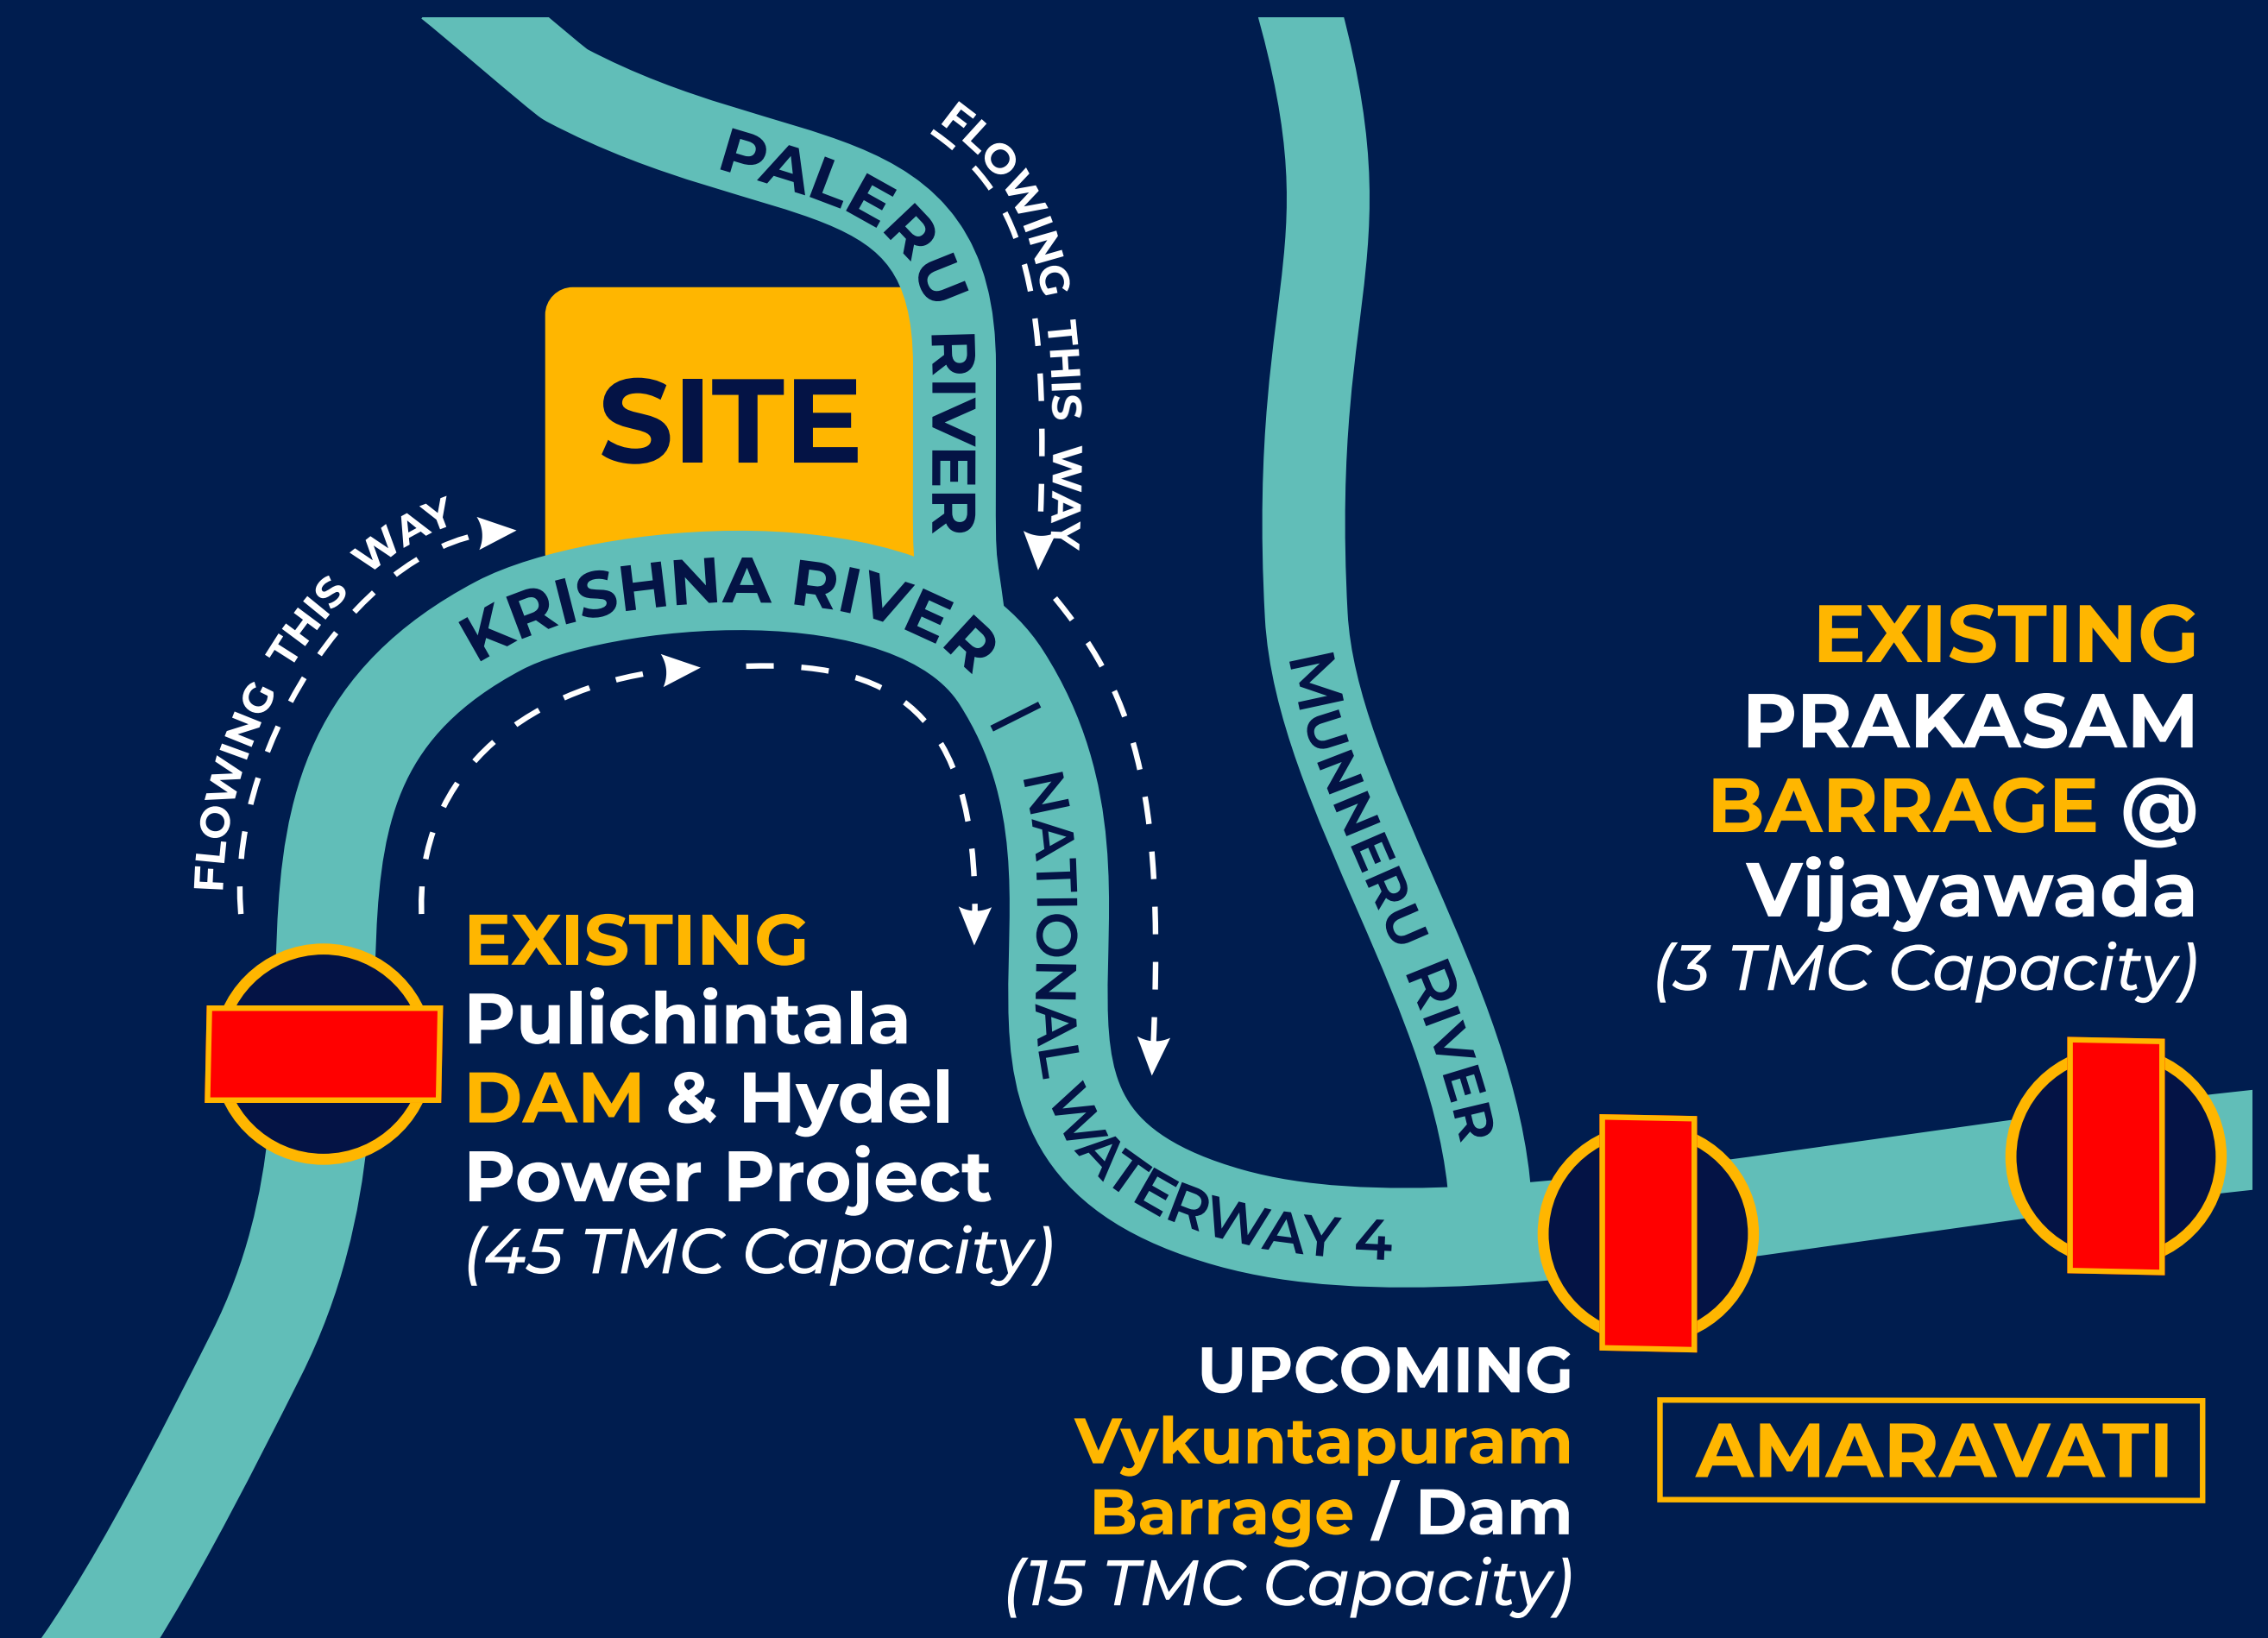 PALERU RIVER
FLOWING THIS WAY
SITE
FLOWING THIS WAY
KRISHNA RIVER | NATIONAL WATERWAY 4
MUNNERU RIVER
EXISTING
PRAKASAM
BARRAGE @
Vijayawada
(3 TMC Capacity)
EXISTING
Pulichintala
DAM & Hydel
Power Project
(45 TMC Capacity)
UPCOMING
Vykuntapuram
Barrage / Dam
(15 TMC Capacity)
AMARAVATI